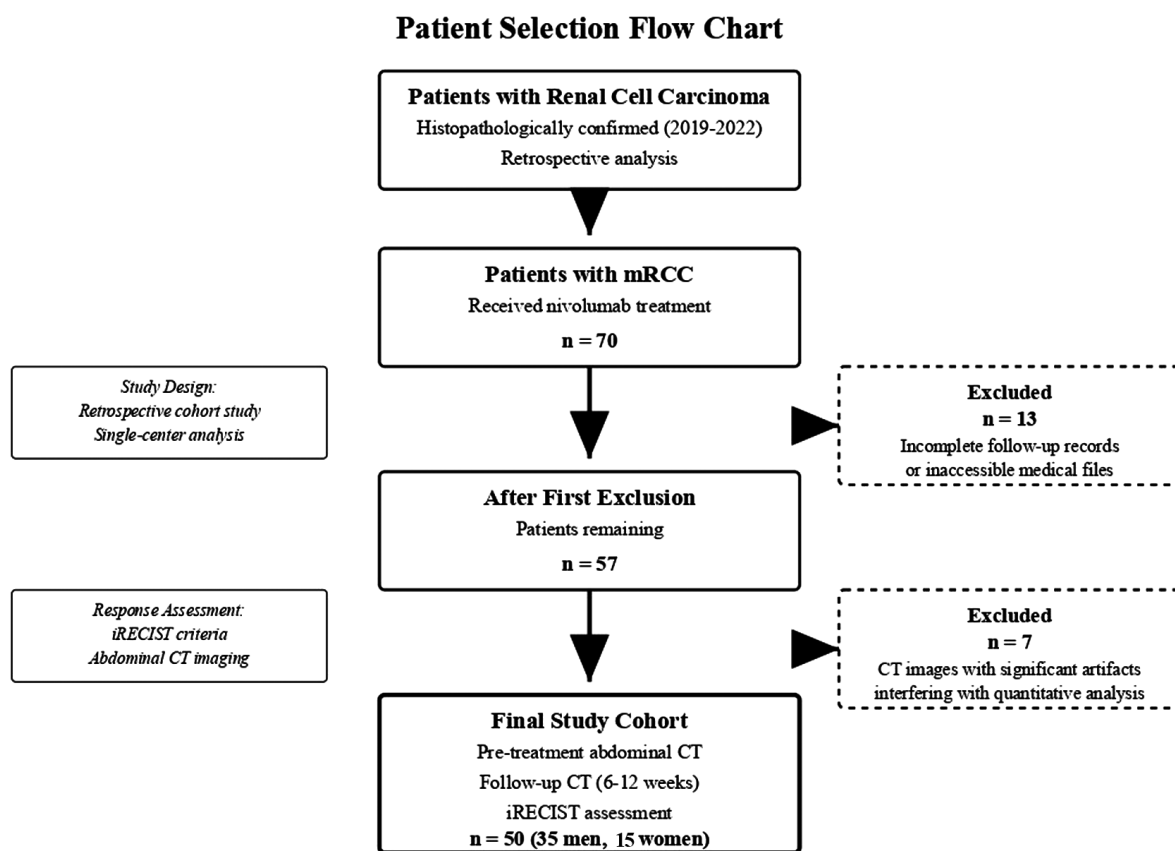 Patient Selection Flow Chart
Patients with Renal Cell Carcinoma
Histopathologically confirmed (2019-2022)
Retrospective analysis
Patients with mRCC
Received nivolumab treatment
n = 70
Study Design:
Retrospective cohort study
Single-center analysis
Excluded
n = 13
Incomplete follow-up records
or inaccessible medical files
After First Exclusion
Patients remaining
n = 57
Response Assessment:
iRECIST criteria
Abdominal CT imaging
Excluded
n = 7
CT images with significant artifacts
interfering with quantitative analysis
Final Study Cohort
Pre-treatment abdominal CT
Follow-up CT (6-12 weeks)
iRECIST assessment
n = 50 (35 men, 15 women)